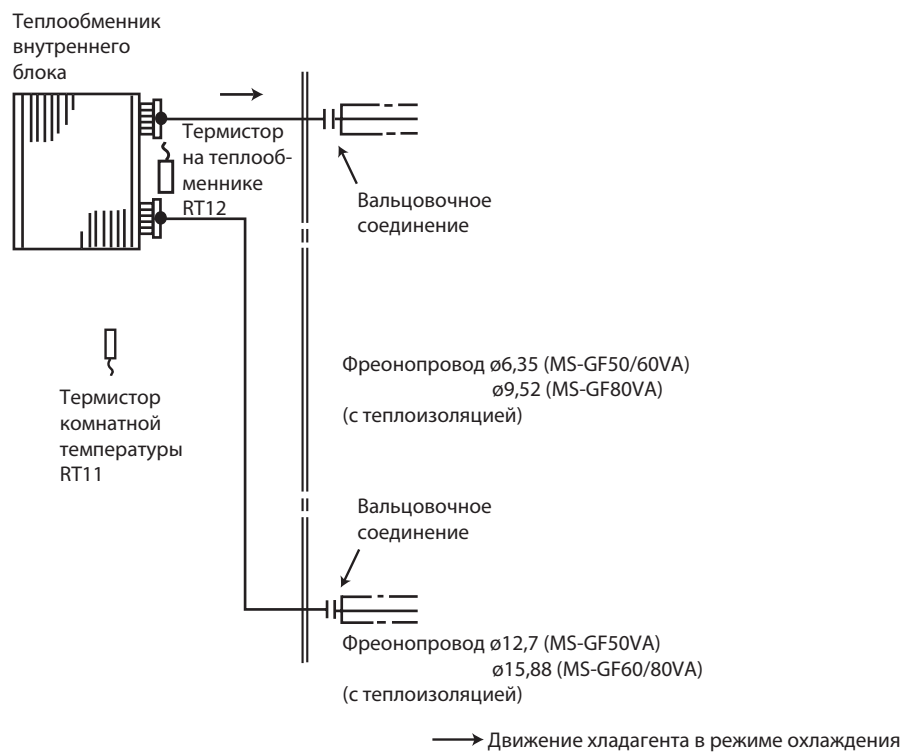 Теплообменник
внутреннего
блока
Термистор
на теплооб-
меннике
RT12
Вальцовочное
соединение
Фреонопровод ø6,35 (MS-GF50/60VA)
ø9,52 (MS-GF80VA)
(с теплоизоляцией)
Термистор
комнатной
температуры
RT11
Вальцовочное
соединение
Фреонопровод ø12,7 (MS-GF50VA)
ø15,88 (MS-GF60/80VA)
(с теплоизоляцией)
Движение хладагента в режиме охлаждения